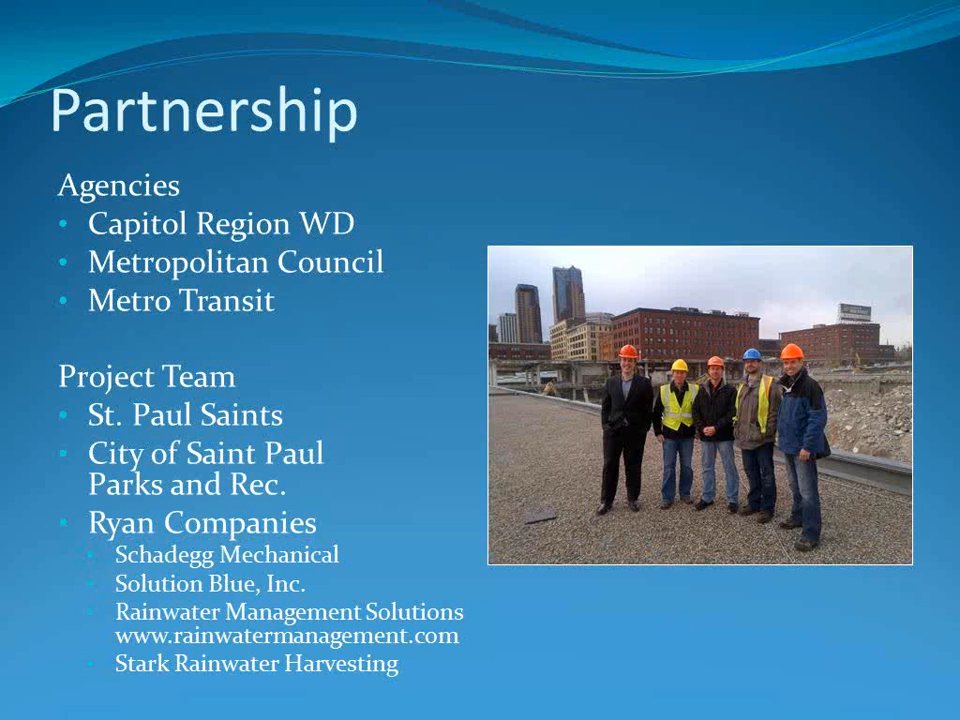 Partnership
Agencies
• Capitol Region WD
• Metropolitan Council
• Metro Transit
Project Team
• St. Paul Saints
• City of Saint Paul
Parks and Rec.
• Ryan Companies
• Schadegg Mechanical
• Solution Blue, Inc.
• Rainwater Management Solutions
www.rainwatermanagement.com
• Stark Rainwater Harvesting